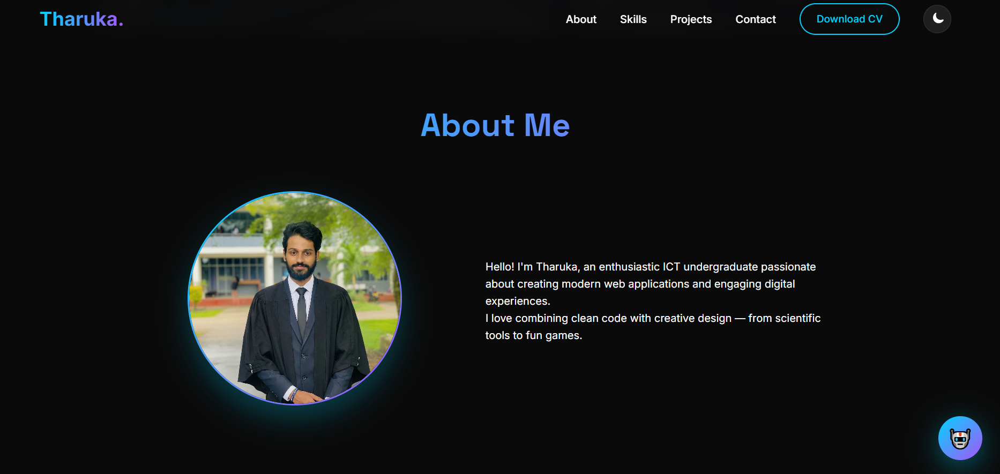 Tharuka.
About
Skills
Projects
Contact
Download CV
About Me
Hello! I'm Tharuka, an enthusiastic ICT undergraduate passionate
about creating modern web applications and engaging digital
experiences.
I love combining clean code with creative design — from scientific
tools to fun games.